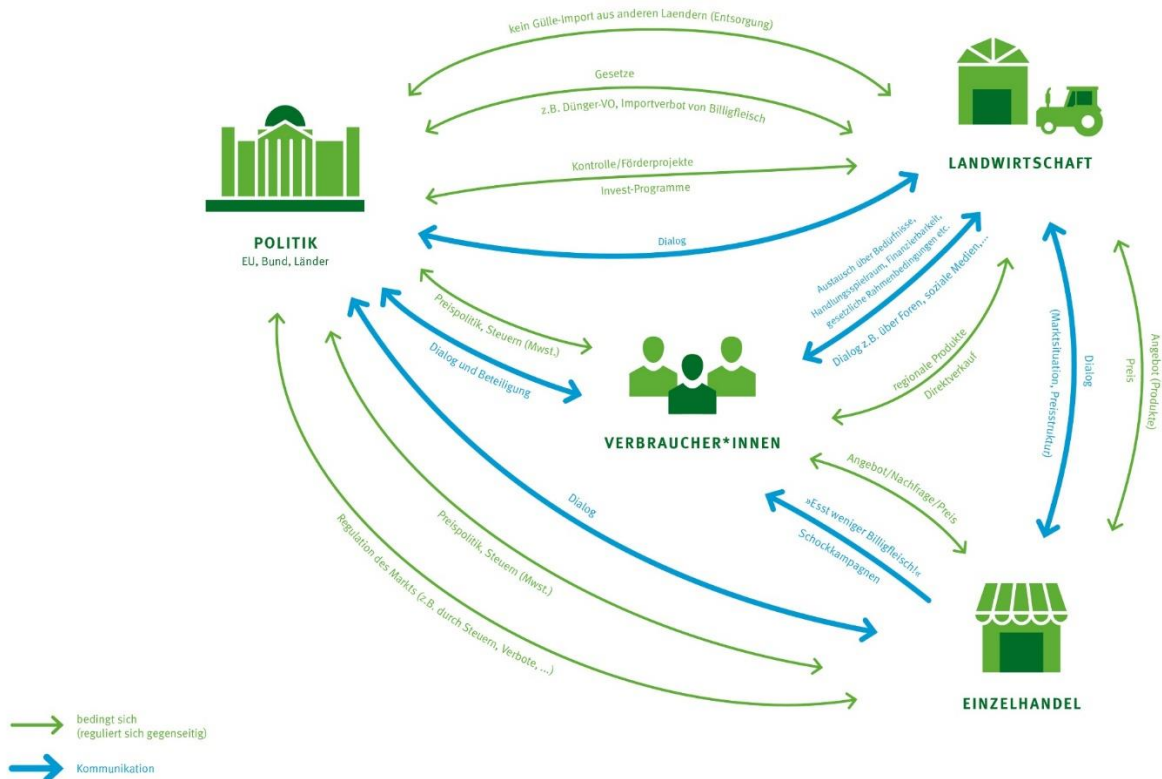 kein Gülle-Import aus anderen Laendern (Entsorgung)
Gesetze
z.B. Dünger-VO, Importverbot von Billigfleisch
Kontrolle/Förderprojekte
Invest-Programme
Dialog
POLITIK
EU, Bund, Länder
LANDWIRTSCHAFT
Austausch über Bedürfnisse,
Handlungsspielraum, Finanzierbarkeit,
gesetzliche Rahmenbedingungen etc.
Dialog z.B. über Foren, soziale Medien,...
Preispolitik, Steuern (Mwst.)
Dialog und Beteiligung
VERBRAUCHER*INNEN
regionale Produkte
Direktverkauf
Dialog
(Marktsituation, Preisstruktur)
Angebot (Produkte)
Preis
Angebot/Nachfrage/Preis
»Esst weniger Billigfleisch!«
Schockkampagnen
Dialog
Preispolitik, Steuern (Mwst.)
Regulation des Markts (z.B. durch Steuern, Verbote, ...)
EINZELHANDEL
bedingt sich
(reguliert sich gegenseitig)
Kommunikation